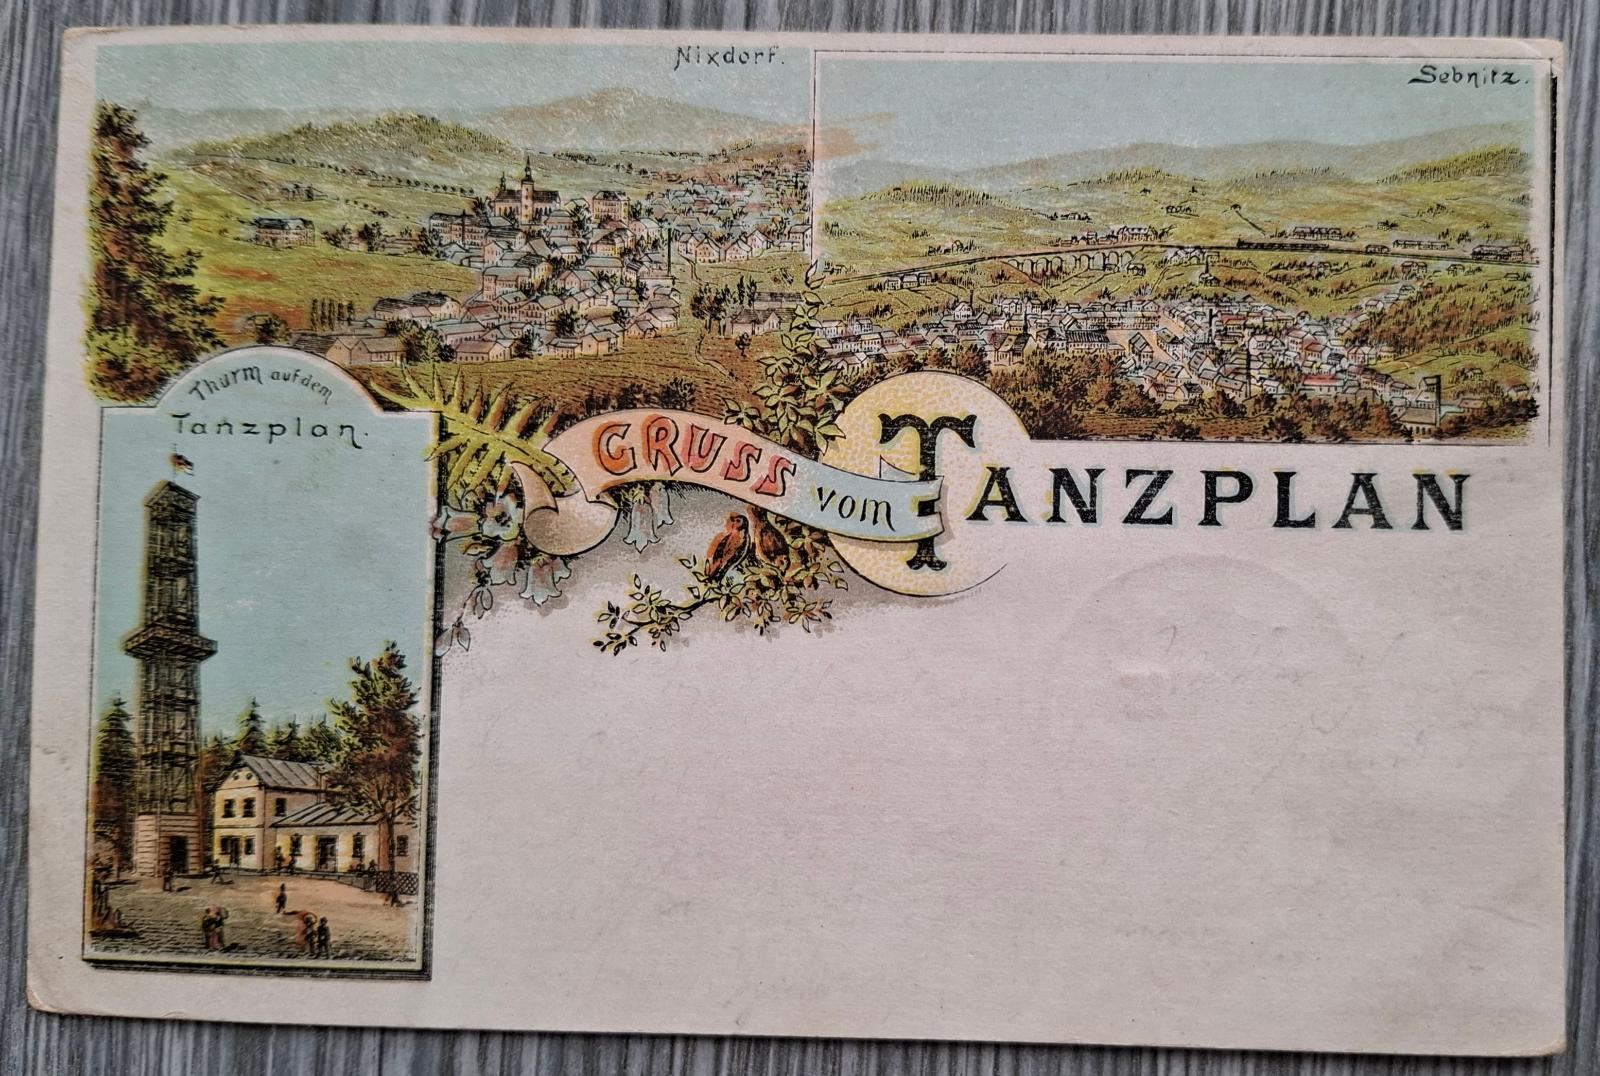 Nixdorf.
Sebnitz.
Thurm auf dem
Tanzplan.
GRUSS vom TANZPLAN